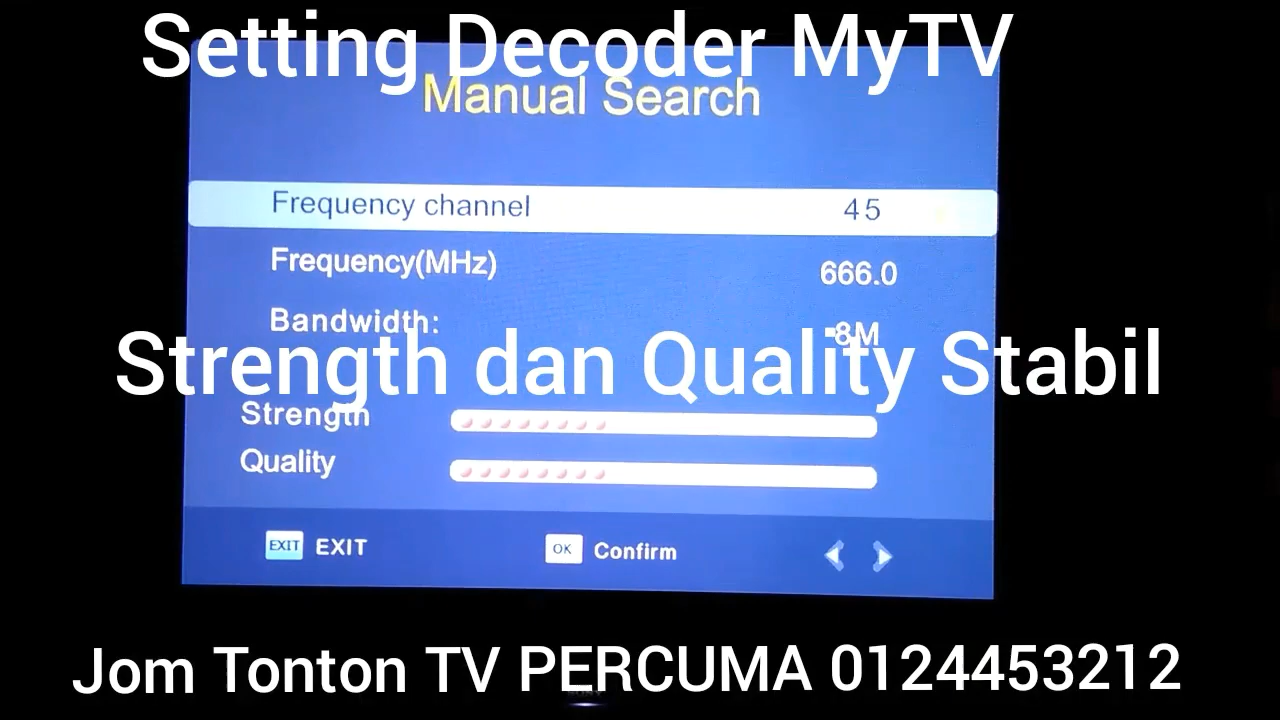 Setting Decoder MyTV
Manual Search
Frequency channel 45
Frequency(MHz) 666.0
Bandwidth: 8M
Strength dan Quality Stabil
Strength
Quality
EXIT EXIT OK Confirm
Jom Tonton TV PERCUMA 0124453212
SONY